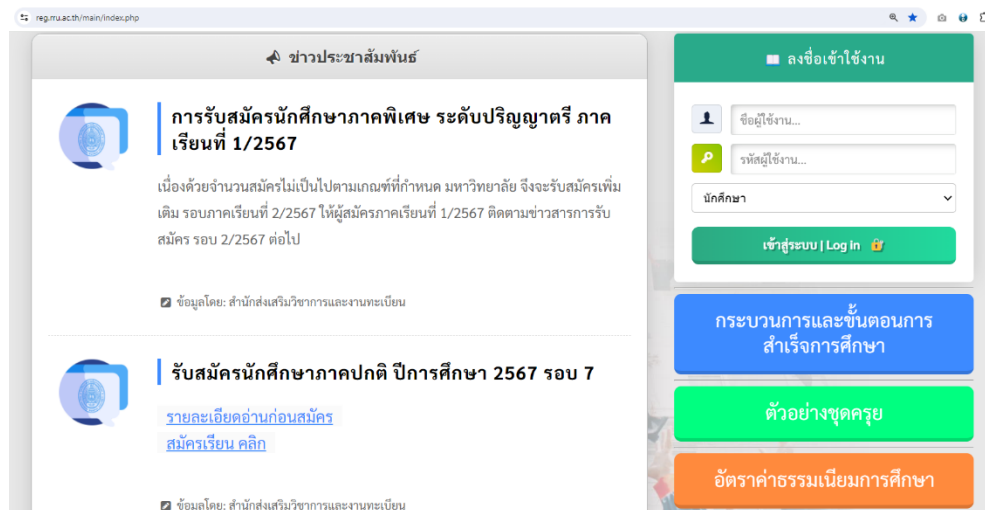 reg.rru.ac.th/main/index.php
ข่าวประชาสัมพันธ์
การรับสมัครนักศึกษาภาคพิเศษ ระดับปริญญาตรี ภาค
เรียนที่ 1/2567
เนื่องด้วยจำนวนสมัครไม่เป็นไปตามเกณฑ์ที่กำหนด มหาวิทยาลัย จึงจะรับสมัครเพิ่ม
เติม รอบภาคเรียนที่ 2/2567 ให้ผู้สมัครภาคเรียนที่ 1/2567 ติดตามข่าวสารการรับ
สมัคร รอบ 2/2567 ต่อไป
ข้อมูลโดย: สำนักส่งเสริมวิชาการและงานทะเบียน
รับสมัครนักศึกษาภาคปกติ ปีการศึกษา 2567 รอบ 7
รายละเอียดอ่านก่อนสมัคร
สมัครเรียน คลิก
ข้อมูลโดย: สำนักส่งเสริมวิชาการและงานทะเบียน
ลงชื่อเข้าใช้งาน
ชื่อผู้ใช้งาน...
รหัสผู้ใช้งาน...
นักศึกษา
เข้าสู่ระบบ | Log in
กระบวนการและขั้นตอนการ
สำเร็จการศึกษา
ตัวอย่างชุดครุย
อัตราค่าธรรมเนียมการศึกษา